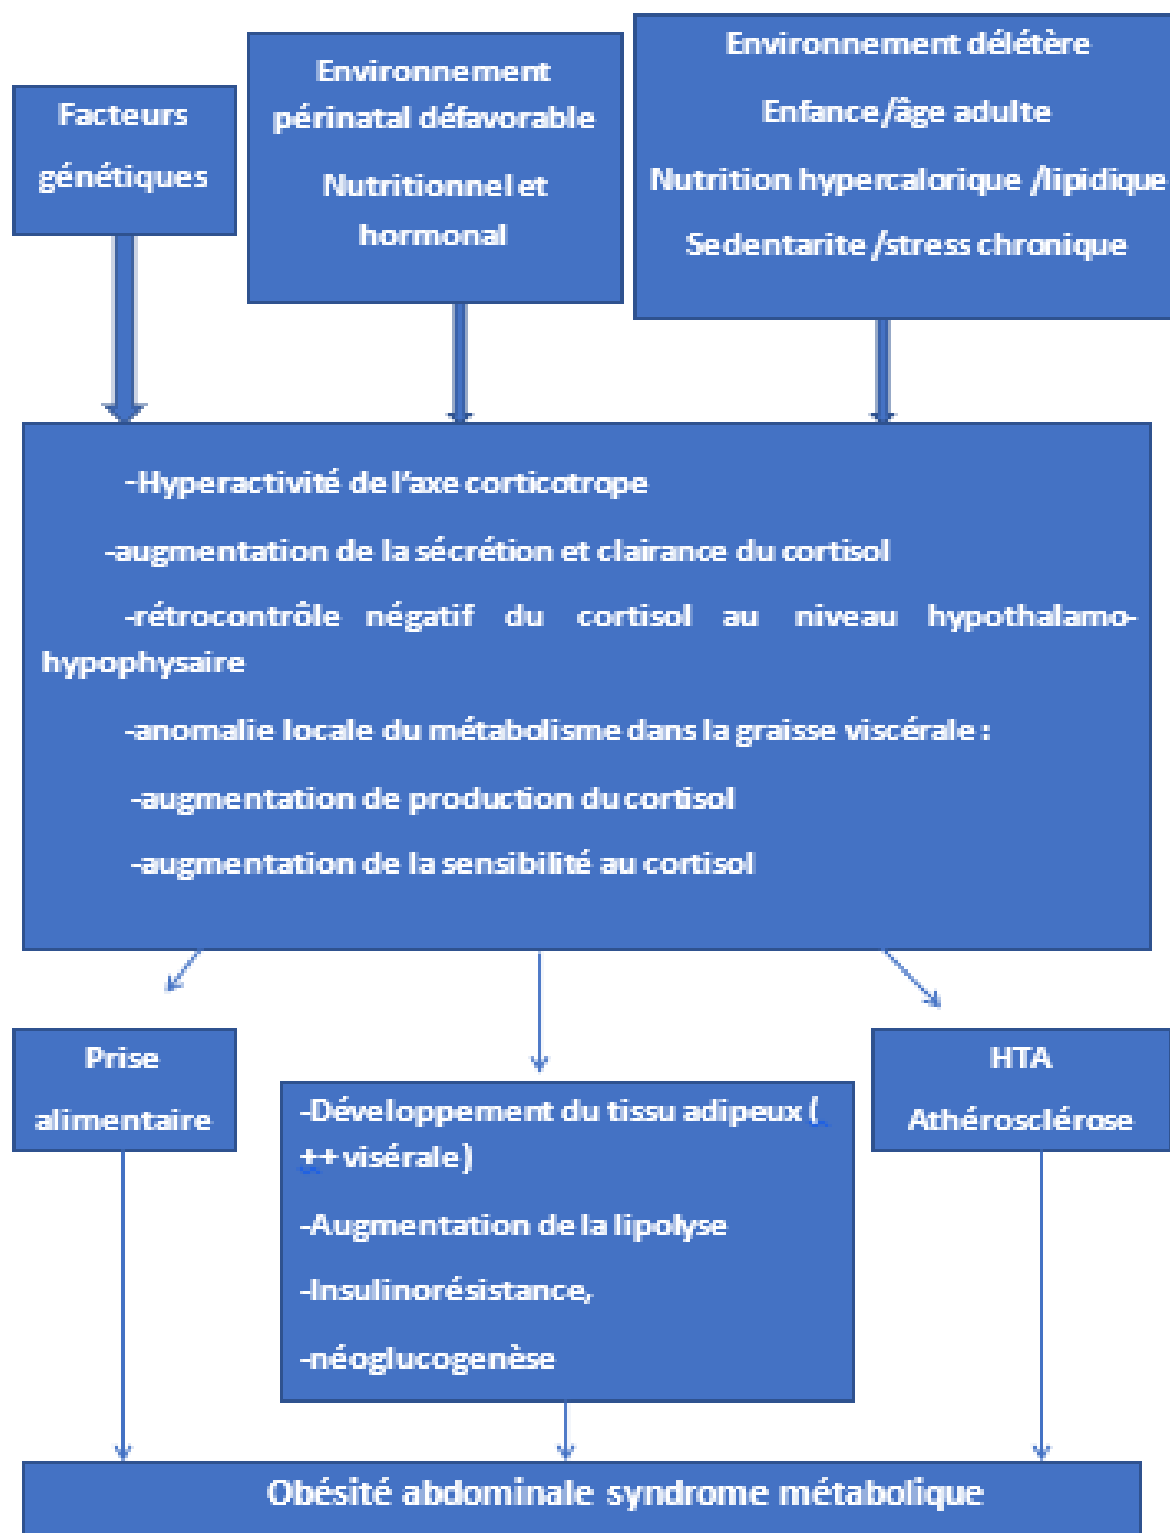 Facteurs
génétiques
Environnement
périnatal défavorable
Nutritionnel et
hormonal
Environnement délétère
Enfance/âge adulte
Nutrition hypercalorique /lipidique
Sedentarite /stress chronique
-Hyperactivité de l'axe corticotrope
-augmentation de la sécrétion et clairance du cortisol
-rétrocontrôle négatif du cortisol au niveau hypothalamo-
hypophysaire
-anomalie locale du métabolisme dans la graisse viscérale :
-augmentation de production du cortisol
-augmentation de la sensibilité au cortisol
Prise
alimentaire
-Développement du tissu adipeux (
++ visérale)
-Augmentation de la lipolyse
-Insulinorésistance,
-néoglucogenèse
HTA
Athérosclérose
Obésité abdominale syndrome métabolique